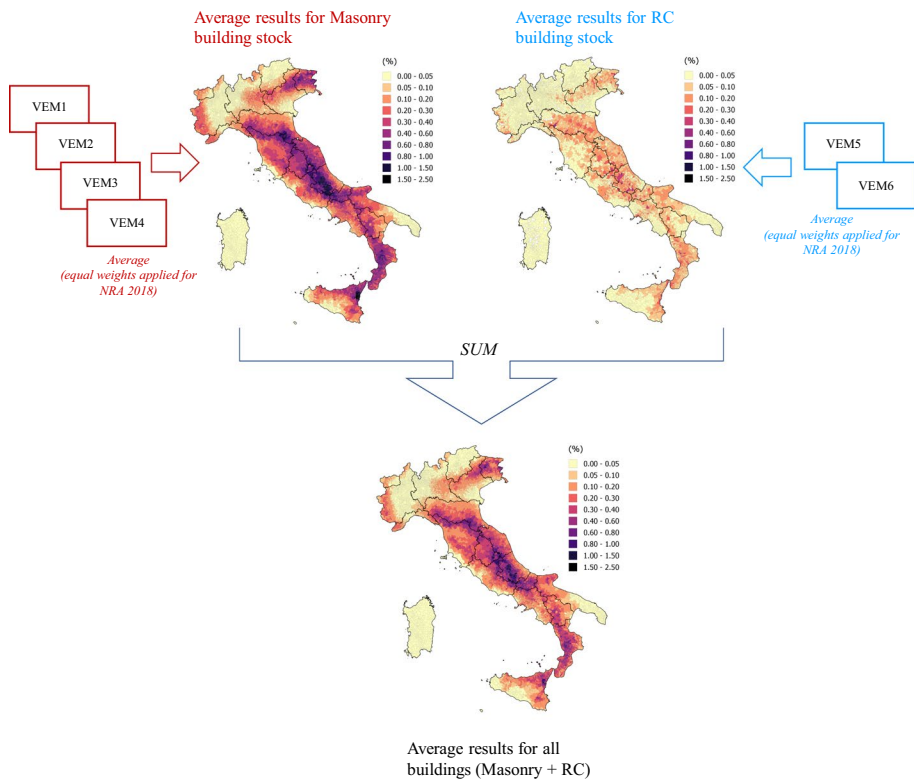 Average results for Masonry
building stock
Average results for RC
building stock
VEM1
VEM2
VEM3
VEM4
Average
(equal weights applied for
NRA 2018)
(%)
0.00 - 0.05
0.05 - 0.10
0.10 - 0.20
0.20 - 0.30
0.30 - 0.40
0.40 - 0.60
0.60 - 0.80
0.80 - 1.00
1.00 - 1.50
1.50 - 2.50
(%)
0.00 - 0.05
0.05 - 0.10
0.10 - 0.20
0.20 - 0.30
0.30 - 0.40
0.40 - 0.60
0.60 - 0.80
0.80 - 1.00
1.00 - 1.50
1.50 - 2.50
VEM5
VEM6
Average
(equal weights applied for
NRA 2018)
SUM
(%)
0.00 - 0.05
0.05 - 0.10
0.10 - 0.20
0.20 - 0.30
0.30 - 0.40
0.40 - 0.60
0.60 - 0.80
0.80 - 1.00
1.00 - 1.50
1.50 - 2.50
Average results for all
buildings (Masonry + RC)